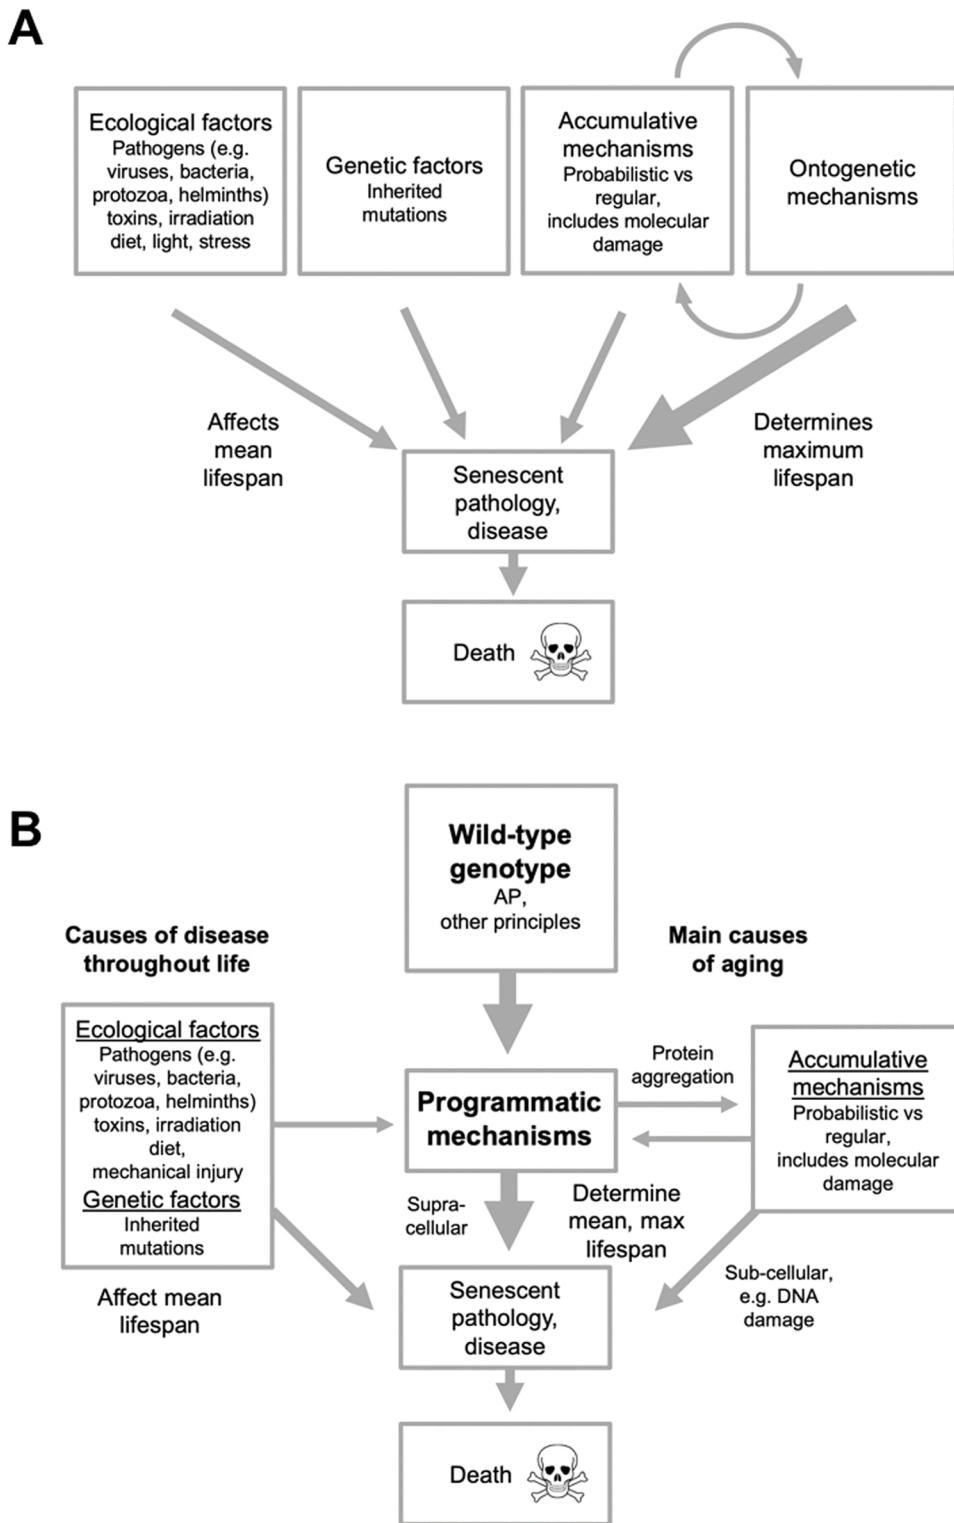 A
Ecological factors
Pathogens (e.g.
viruses, bacteria,
protozoa, helminths)
toxins, irradiation
diet, light, stress
Genetic factors
Inherited
mutations
Accumulative
mechanisms
Probabilistic vs
regular,
includes molecular
damage
Ontogenetic
mechanisms
Affects
mean
lifespan
Determines
maximum
lifespan
Senescent
pathology,
disease
Death
B
Wild-type
genotype
AP,
other principles
Causes of disease
throughout life
Main causes
of aging
Ecological factors
Pathogens (e.g.
viruses, bacteria,
protozoa, helminths)
toxins, irradiation
diet,
mechanical injury
Genetic factors
Inherited
mutations
Programmatic
mechanisms
Protein
aggregation
Accumulative
mechanisms
Probabilistic vs
regular,
includes molecular
damage
Supra-
cellular
Determine
mean, max
lifespan
Affect mean
lifespan
Sub-cellular,
e.g. DNA
damage
Senescent
pathology,
disease
Death